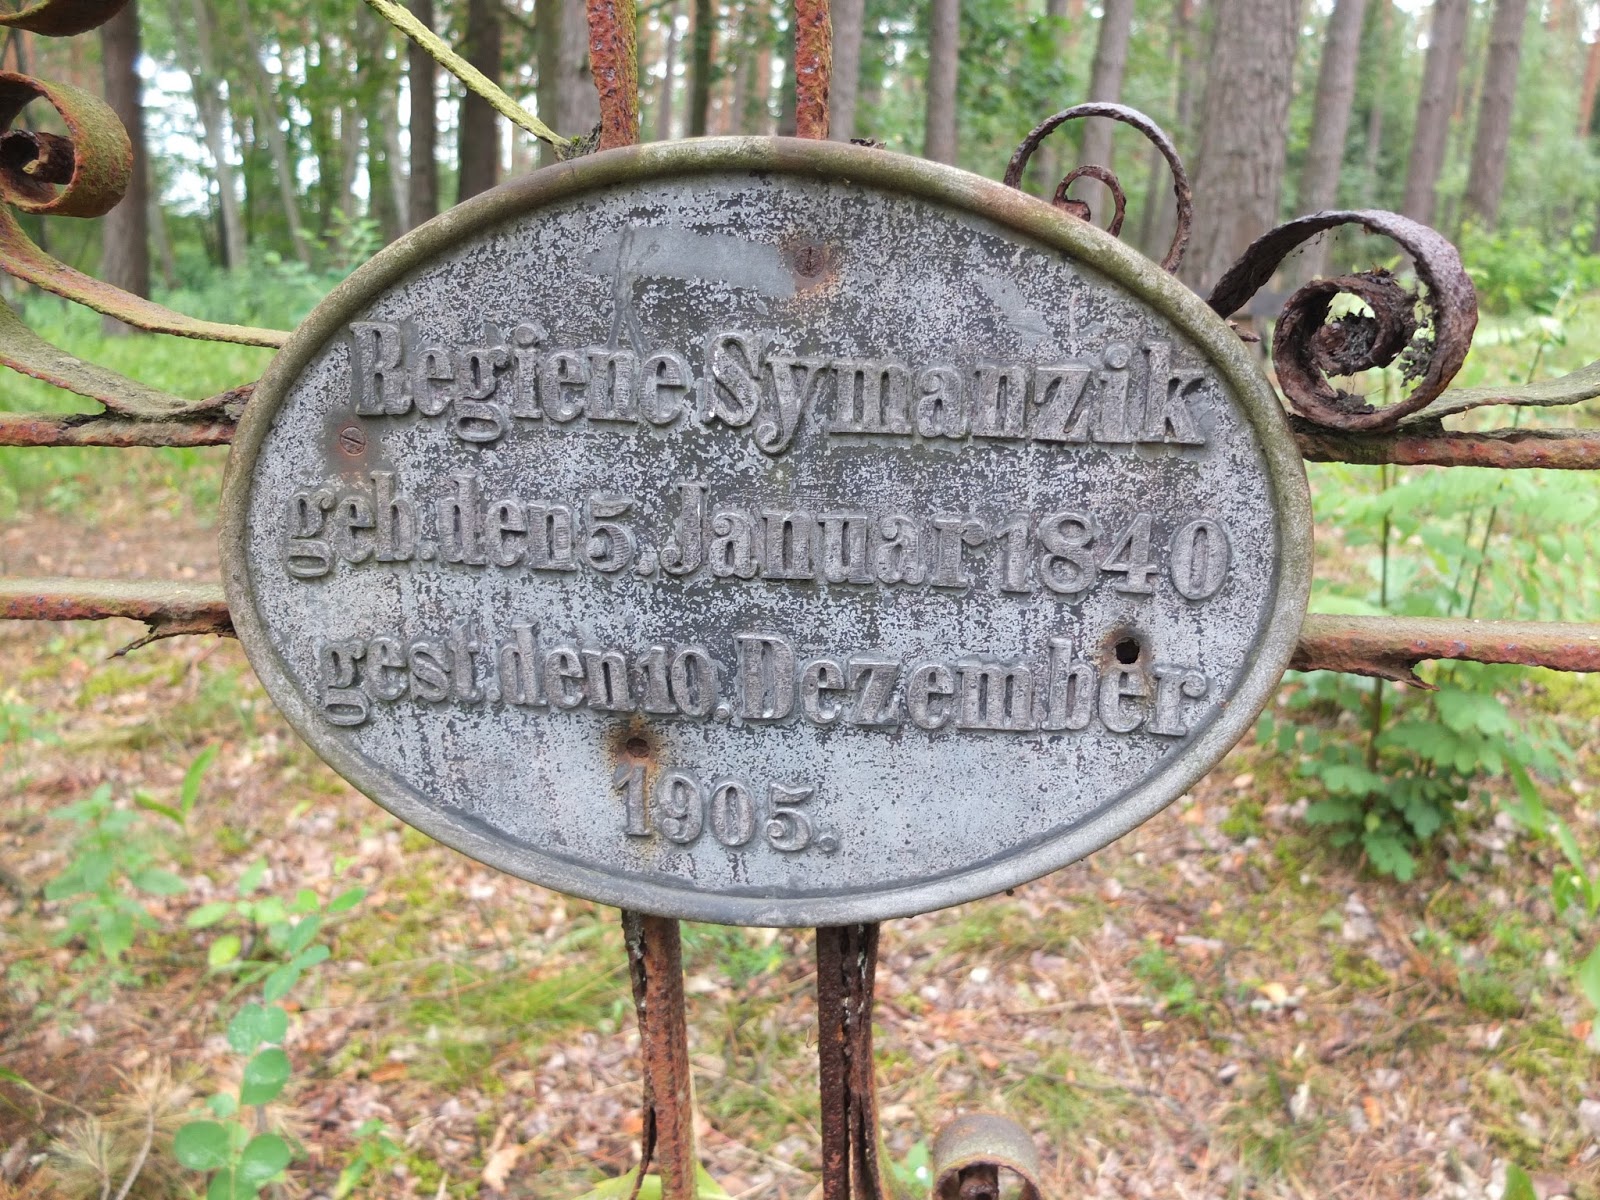 Regiene Symanzik
geb. den 5. Januar 1840
gest. den 10. Dezember
1905.